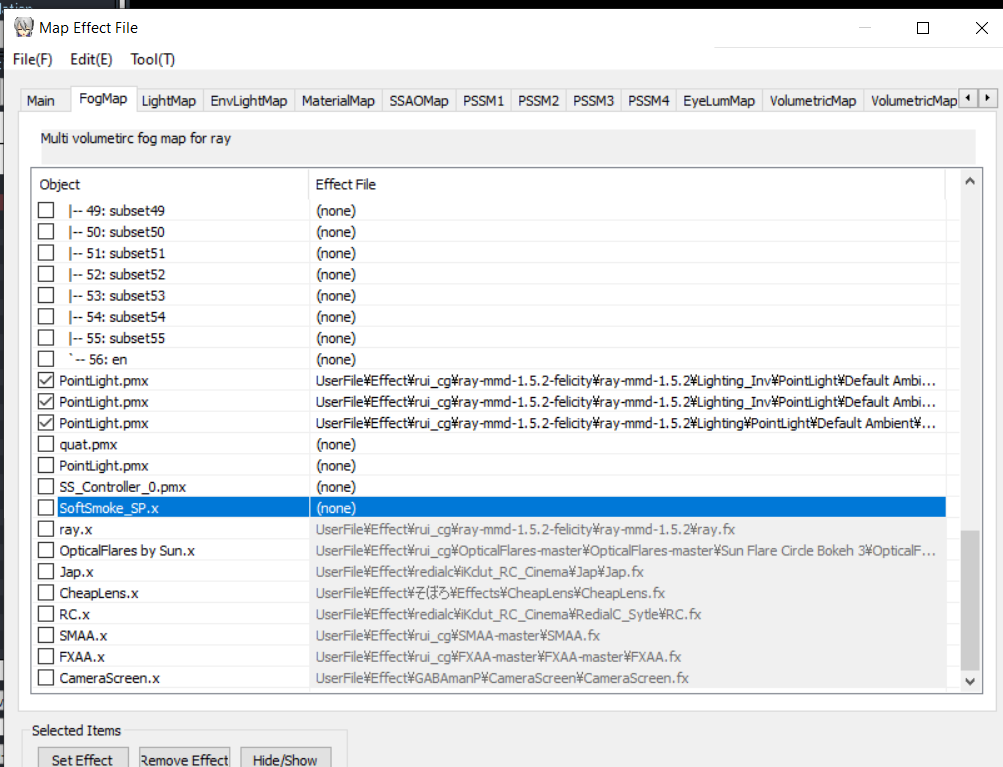 Map Effect File
File(F) Edit(E) Tool(T)
Main FogMap LightMap EnvLightMap MaterialMap SSAOMap PSSM1 PSSM2 PSSM3 PSSM4 EyeLumMap VolumetricMap VolumetricMap
Multi volumetirc fog map for ray
Object Effect File
|-- 49: subset49 (none)
|-- 50: subset50 (none)
|-- 51: subset51 (none)
|-- 52: subset52 (none)
|-- 53: subset53 (none)
|-- 54: subset54 (none)
|-- 55: subset55 (none)
`-- 56: en (none)
PointLight.pmx UserFile¥Effect¥rui_cg¥ray-mmd-1.5.2-felicity¥ray-mmd-1.5.2¥Lighting_Inv¥PointLight¥Default Ambi...
PointLight.pmx UserFile¥Effect¥rui_cg¥ray-mmd-1.5.2-felicity¥ray-mmd-1.5.2¥Lighting_Inv¥PointLight¥Default Ambi...
PointLight.pmx UserFile¥Effect¥rui_cg¥ray-mmd-1.5.2-felicity¥ray-mmd-1.5.2¥Lighting¥PointLight¥Default Ambient¥...
quat.pmx (none)
PointLight.pmx (none)
SS_Controller_0.pmx (none)
SoftSmoke_SP.x (none)
ray.x UserFile¥Effect¥rui_cg¥ray-mmd-1.5.2-felicity¥ray-mmd-1.5.2¥ray.fx
OpticalFlares by Sun.x UserFile¥Effect¥rui_cg¥OpticalFlares-master¥OpticalFlares-master¥Sun Flare Circle Bokeh 3¥OpticalF...
Jap.x UserFile¥Effect¥redialc¥iKclut_RC_Cinema¥Jap¥Jap.fx
CheapLens.x UserFile¥Effect¥そぼろ¥Effects¥CheapLens¥CheapLens.fx
RC.x UserFile¥Effect¥redialc¥iKclut_RC_Cinema¥RedialC_Sytle¥RC.fx
SMAA.x UserFile¥Effect¥rui_cg¥SMAA-master¥SMAA.fx
FXAA.x UserFile¥Effect¥rui_cg¥FXAA-master¥FXAA-master¥FXAA.fx
CameraScreen.x UserFile¥Effect¥GABAmanP¥CameraScreen¥CameraScreen.fx
Selected Items
Set Effect Remove Effect Hide/Show